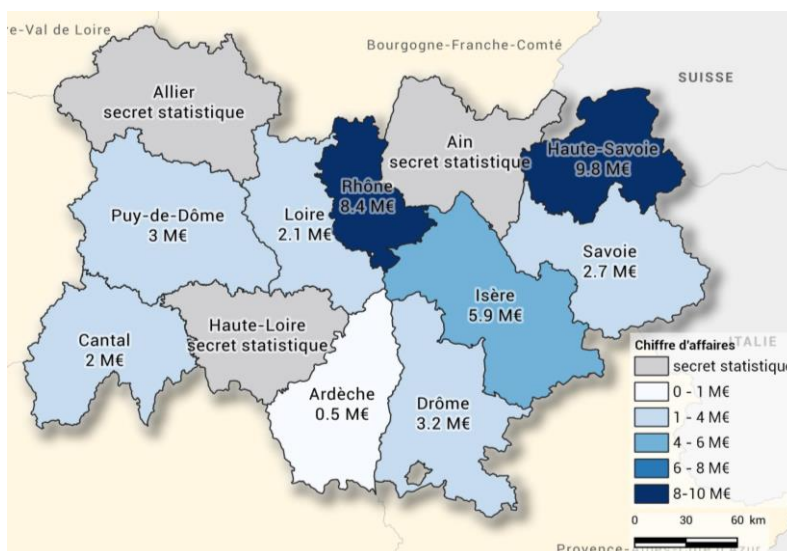 re-Val de Loire
Bourgogne-Franche-Comté
SUISSE
Allier
secret statistique
Ain
secret statistique
Haute-Savoie
9.8 M€
Rhône
8.4 M€
Puy-de-Dôme
3 M€
Loire
2.1 M€
Savoie
2.7 M€
Isère
5.9 M€
Cantal
2 M€
Haute-Loire
secret statistique
Ardèche
0.5 M€
Drôme
3.2 M€
ITALIE
Chiffre d'affaires
secret statistique
0 - 1 M€
1 - 4 M€
4 - 6 M€
6 - 8 M€
8-10 M€
0 30 60 km